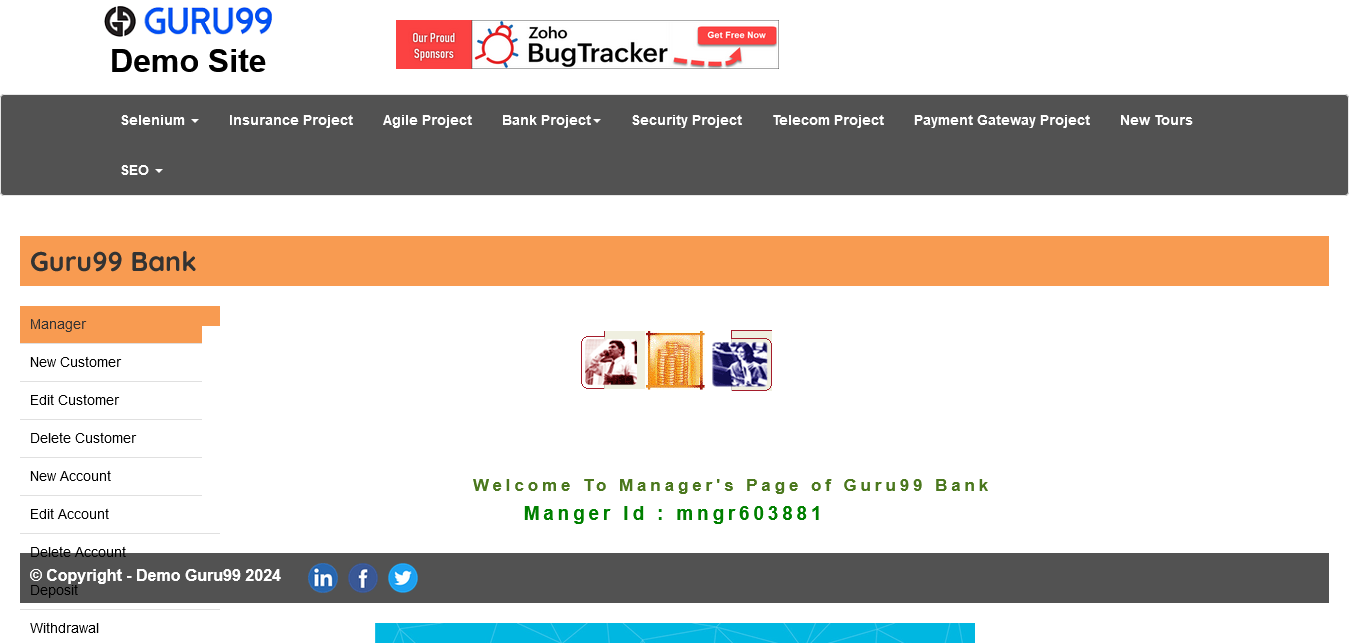 GURU99
Demo Site
Our Proud
Sponsors
Zoho
BugTracker
Get Free Now
Selenium
Insurance Project
Agile Project
Bank Project
Security Project
Telecom Project
Payment Gateway Project
New Tours
SEO
Guru99 Bank
Manager
New Customer
Edit Customer
Delete Customer
New Account
Edit Account
Welcome To Manager's Page of Guru99 Bank
Manger Id : mngr603881
Delete Account
© Copyright - Demo Guru99 2024
in
f
Deposit
Withdrawal